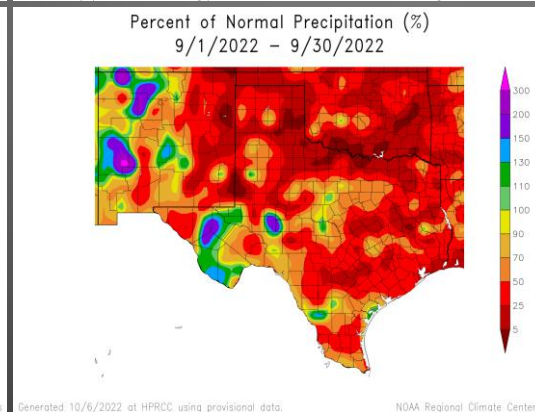 Percent of Normal Precipitation (%)
9/1/2022 – 9/30/2022
300
200
150
130
110
100
90
70
50
25
5
Generated 10/6/2022 at HPRCC using provisional data.
NOAA Regional Climate Center